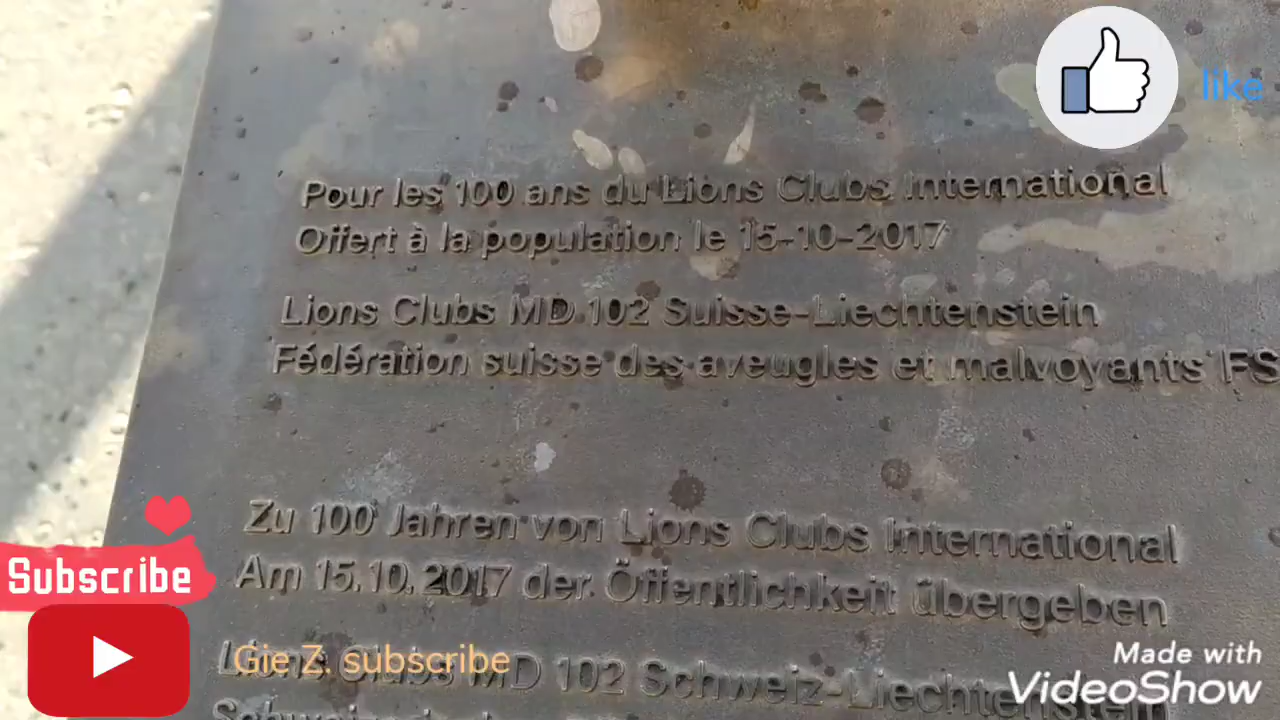 like
Pour les 100 ans du Lions Clubs International
Offert à la population le 15-10-2017
Lions Clubs MD 102 Suisse-Liechtenstein
Fédération suisse des aveugles et malvoyants FS
Zu 100 Jahren von Lions Clubs International
Am 15.10.2017 der Öffentlichkeit übergeben
Lions Clubs MD 102 Schweiz-Liechtenstein
Subscribe
Gie Z. subscribe
Made with
VideoShow